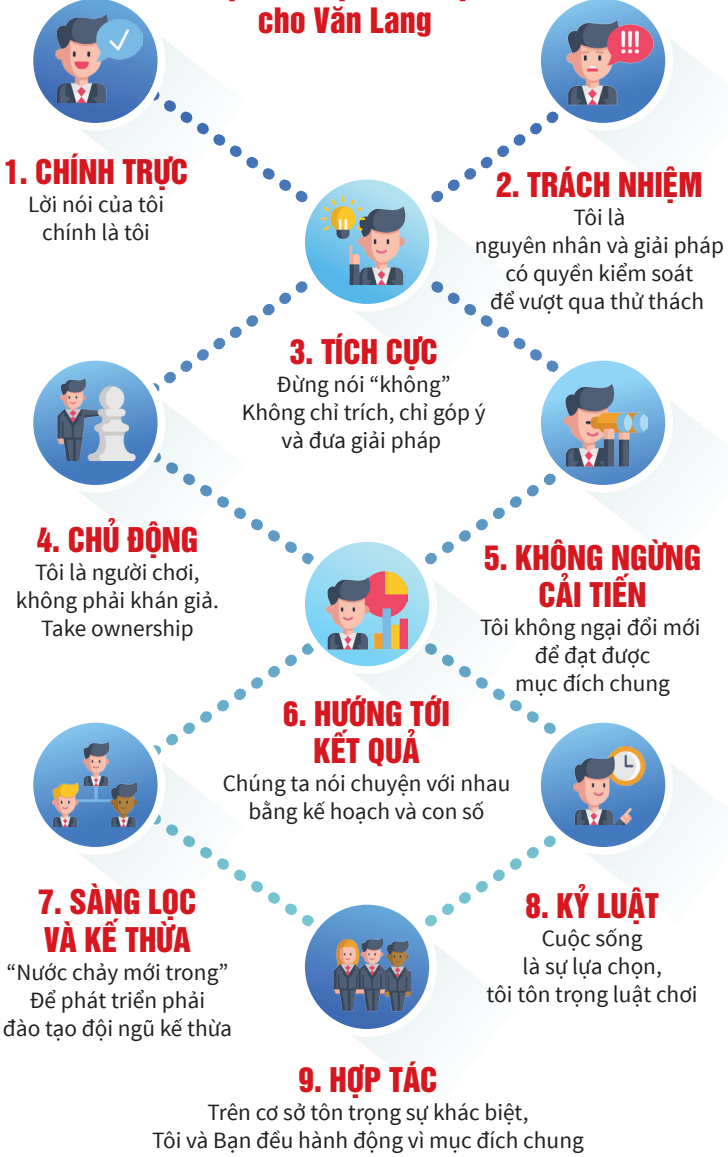 cho Văn Lang
!!!
1. CHÍNH TRỰC
Lời nói của tôi
chính là tôi
2. TRÁCH NHIỆM
Tôi là
nguyên nhân và giải pháp
có quyền kiểm soát
để vượt qua thử thách
3. TÍCH CỰC
Đừng nói “không”
Không chỉ trích, chỉ góp ý
và đưa giải pháp
4. CHỦ ĐỘNG
Tôi là người chơi,
không phải khán giả.
Take ownership
5. KHÔNG NGỪNG
CẢI TIẾN
Tôi không ngại đổi mới
để đạt được
mục đích chung
6. HƯỚNG TỚI
KẾT QUẢ
Chúng ta nói chuyện với nhau
bằng kế hoạch và con số
7. SÀNG LỌC
VÀ KẾ THỪA
“Nước chảy mới trong”
Để phát triển phải
đào tạo đội ngũ kế thừa
8. KỶ LUẬT
Cuộc sống
là sự lựa chọn,
tôi tôn trọng luật chơi
9. HỢP TÁC
Trên cơ sở tôn trọng sự khác biệt,
Tôi và Bạn đều hành động vì mục đích chung